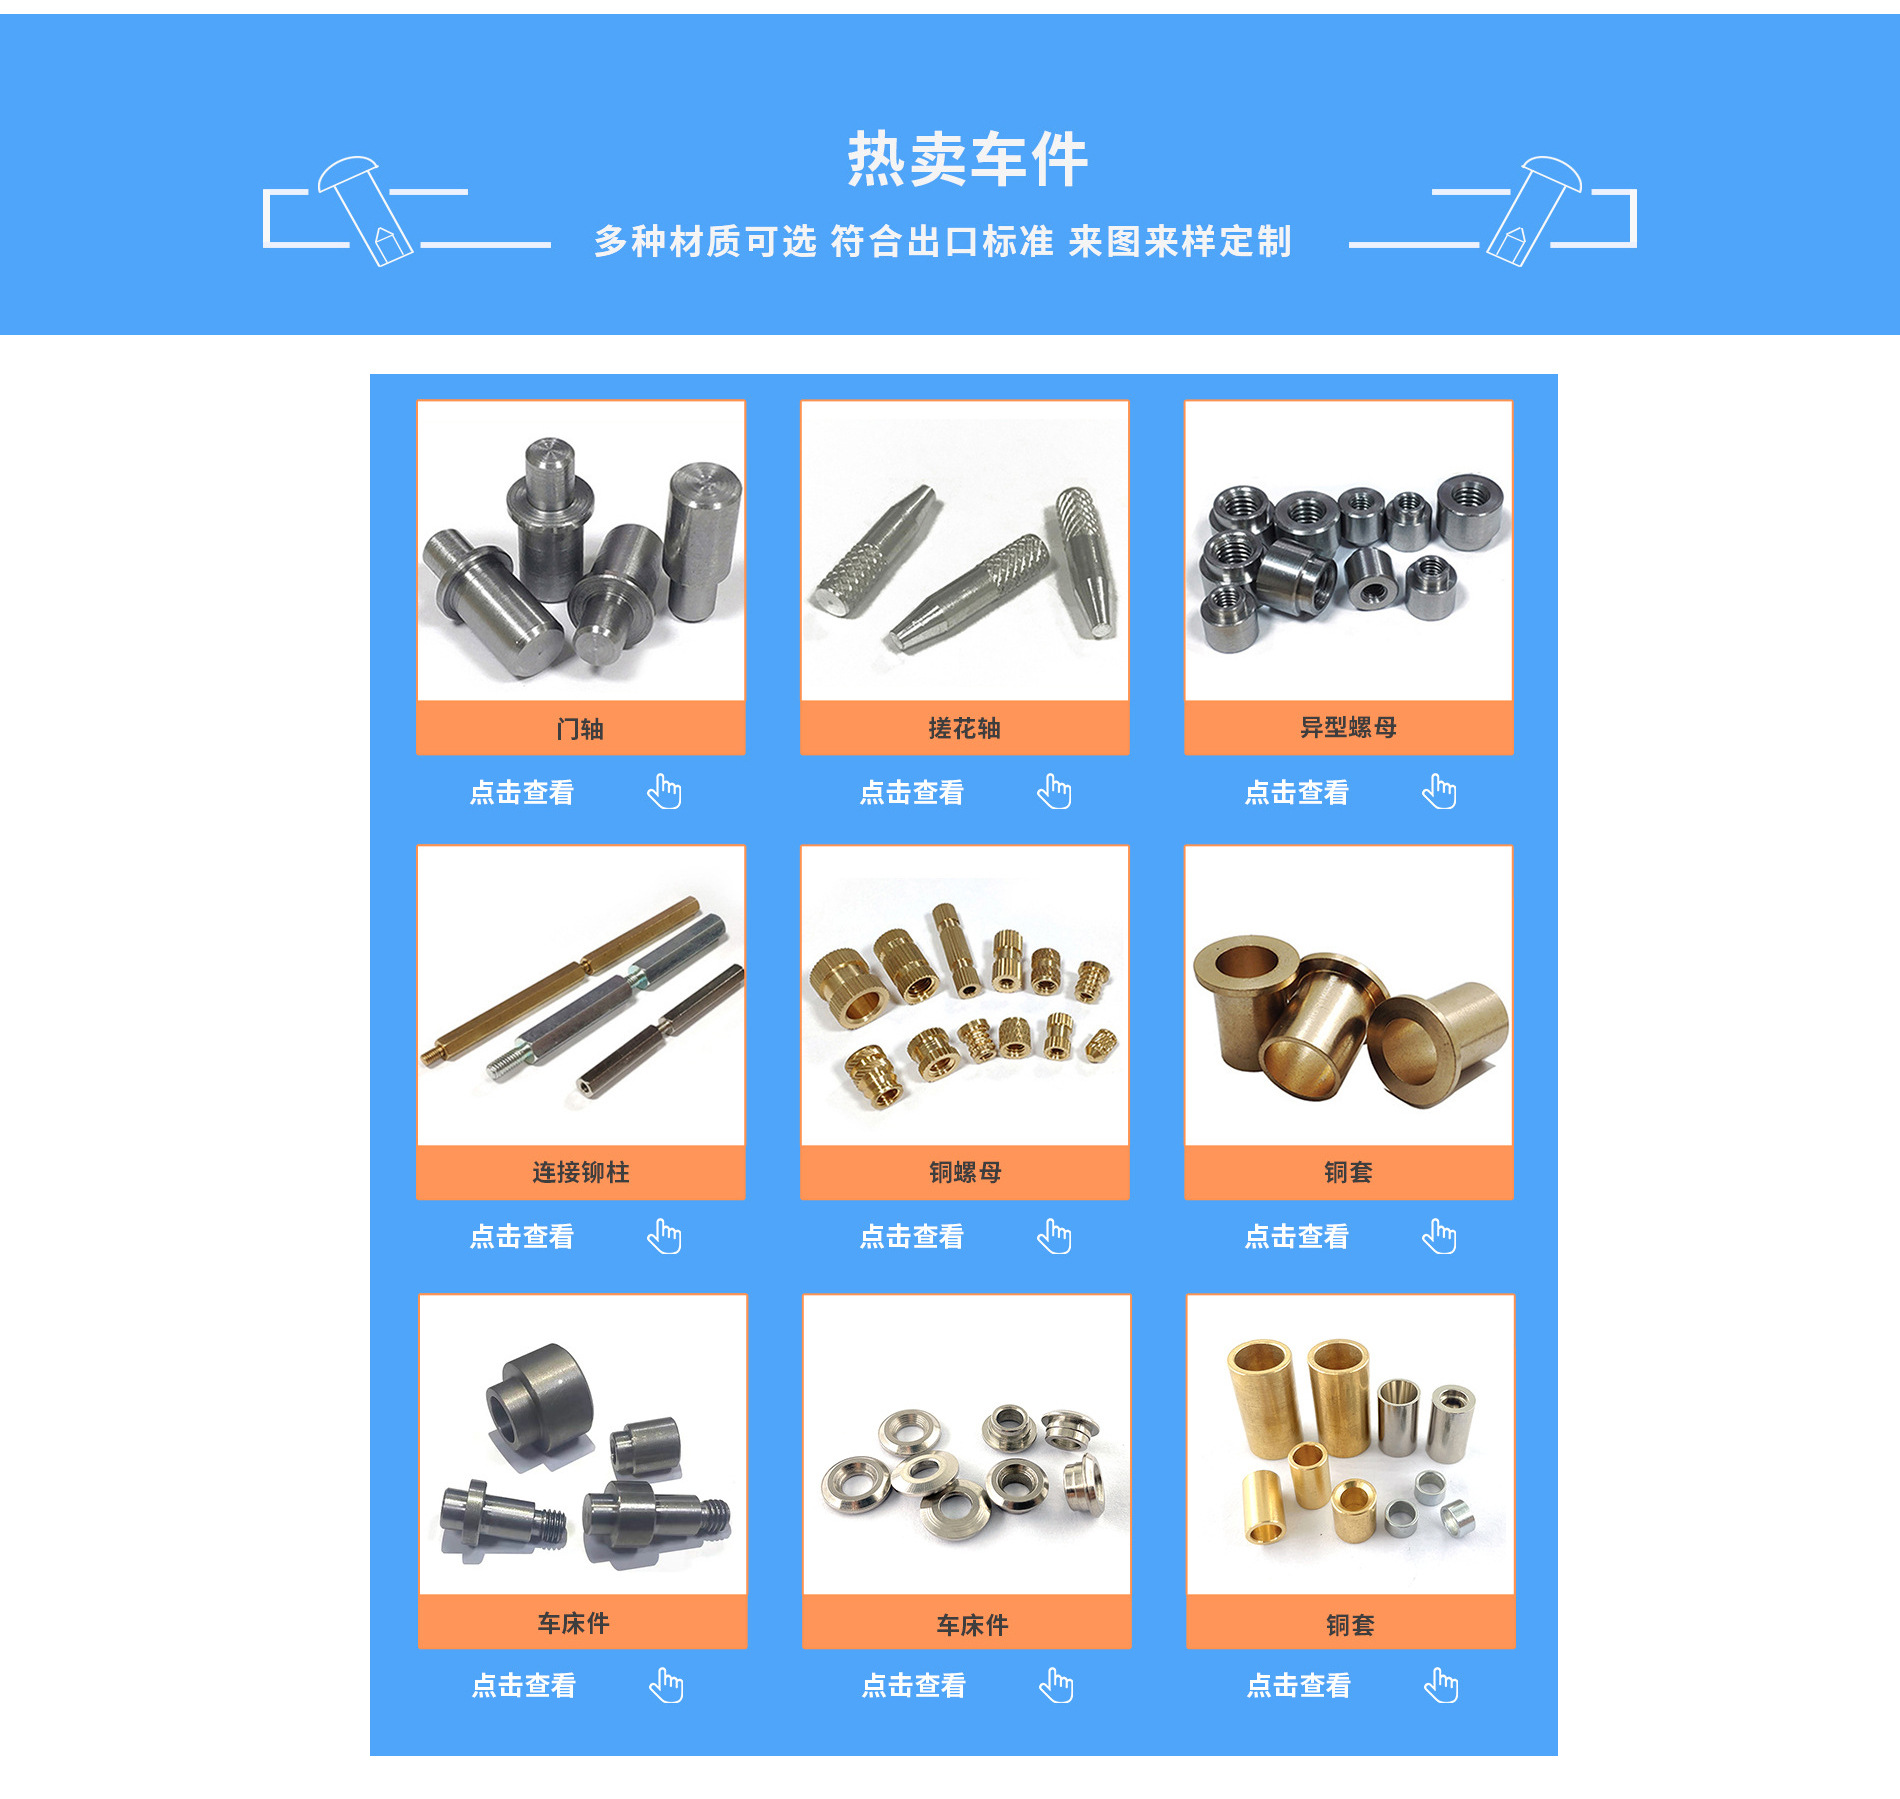 热卖车件
多种材质可选 符合出口标准 来图来样定制
门轴
搓花轴
异型螺母
点击查看
点击查看
点击查看
连接铆柱
铜螺母
铜套
点击查看
点击查看
点击查看
车床件
车床件
铜套
点击查看
点击查看
点击查看